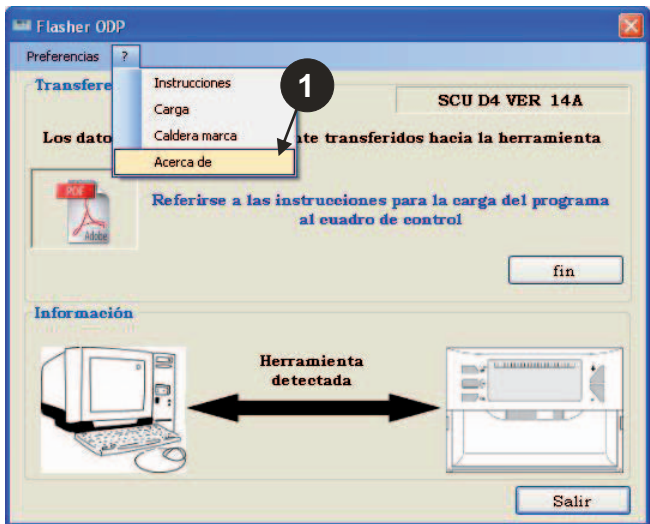 Flasher ODP
Preferencias ?
Transfere
Instrucciones
Carga
Caldera marca
Acerca de
1
SCU D4 VER 14A
Los dato nte transferidos hacia la herramienta
PDF
Adobe
Referirse a las instrucciones para la carga del programa
al cuadro de control
fin
Información
Herramienta
detectada
Salir